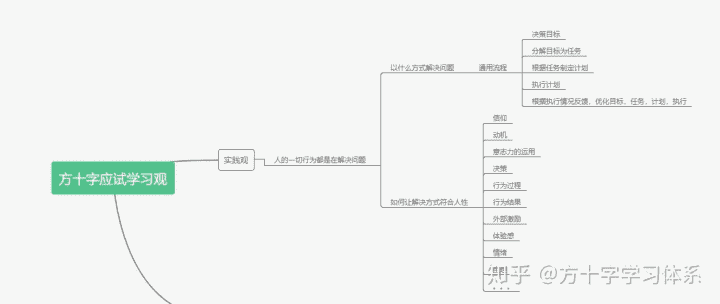 方十字应试学习观
实践观
人的一切行为都是在解决问题
以什么方式解决问题
通用流程
决策目标
分解目标为任务
根据任务制定计划
执行计划
根据执行情况反馈、优化目标、任务、计划、执行
如何让解决方式符合人性
信仰
动机
意志力的运用
决策
行为过程
行为结果
外部激励
体验感
情绪
知乎 @方十字学习体系